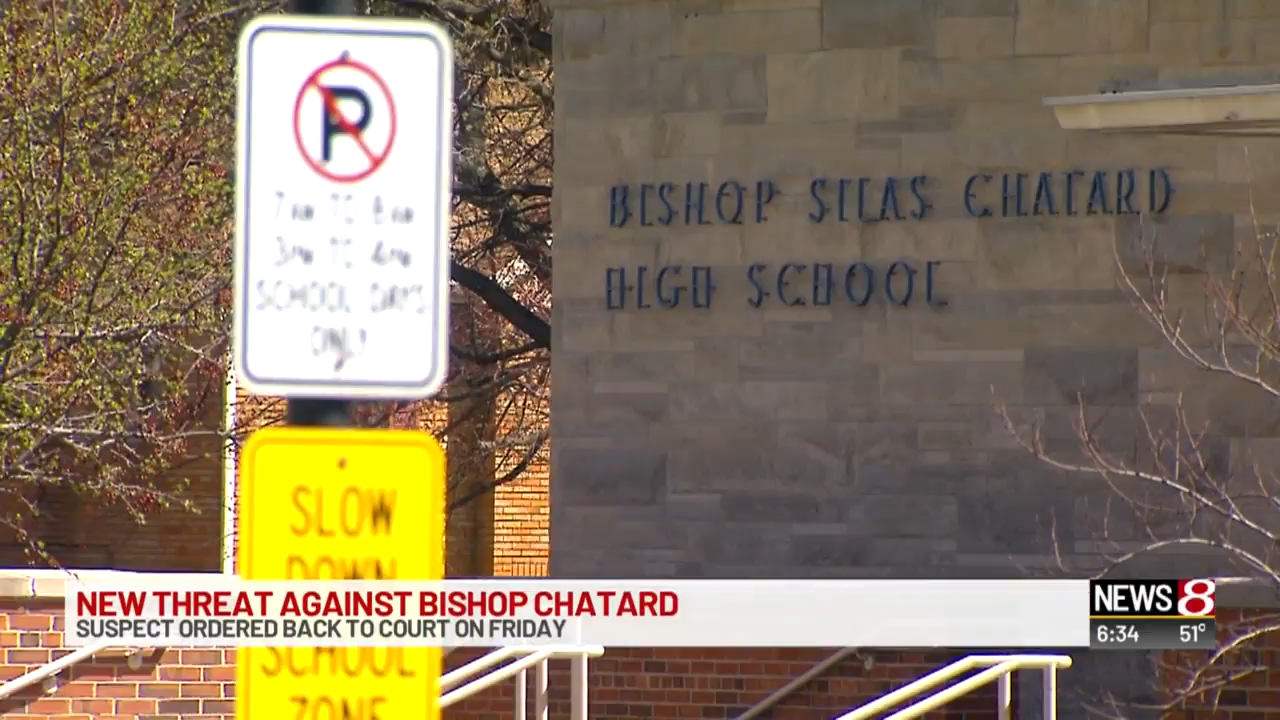 P
7AM TO 8AM
3PM TO 4PM
SCHOOL DAYS
ONLY
BISHOP SILAS CHATARD
HIGH SCHOOL
SLOW
DOWN
SCHOOL
ZONE
NEW THREAT AGAINST BISHOP CHATARD
SUSPECT ORDERED BACK TO COURT ON FRIDAY
NEWS 8
6:34 51°